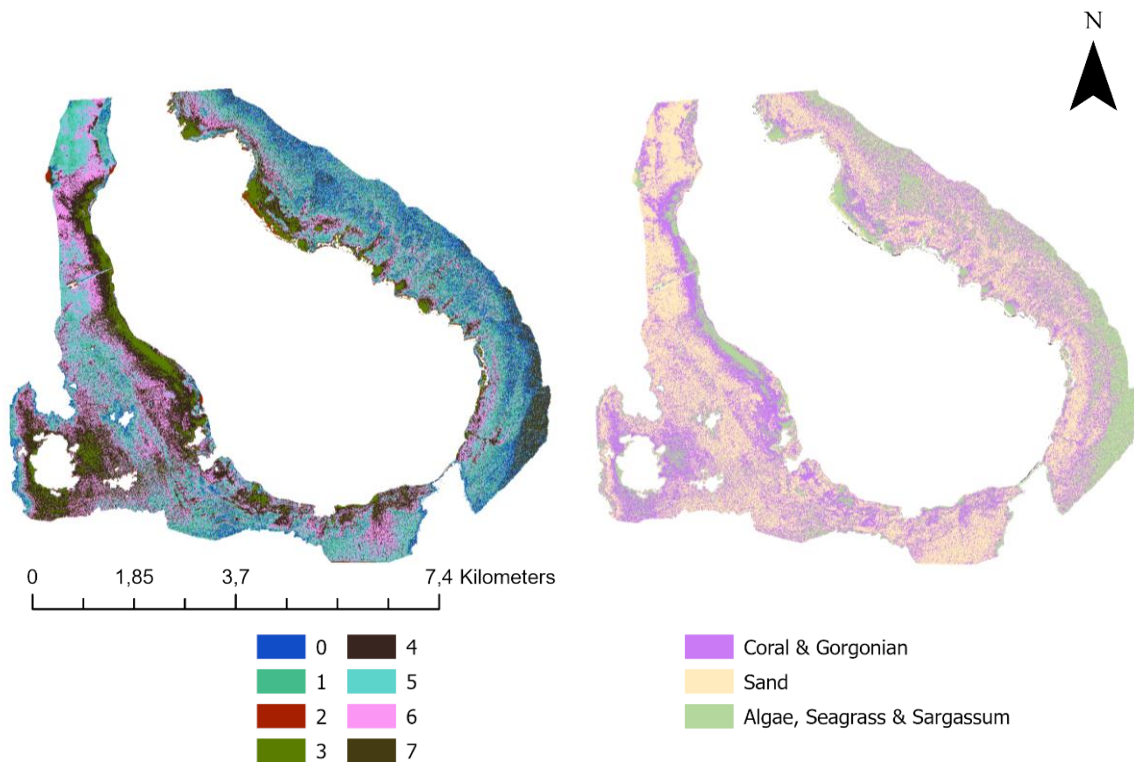 N
0 1,85 3,7 7,4 Kilometers
0 4
1 5
2 6
3 7
Coral & Gorgonian
Sand
Algae, Seagrass & Sargassum